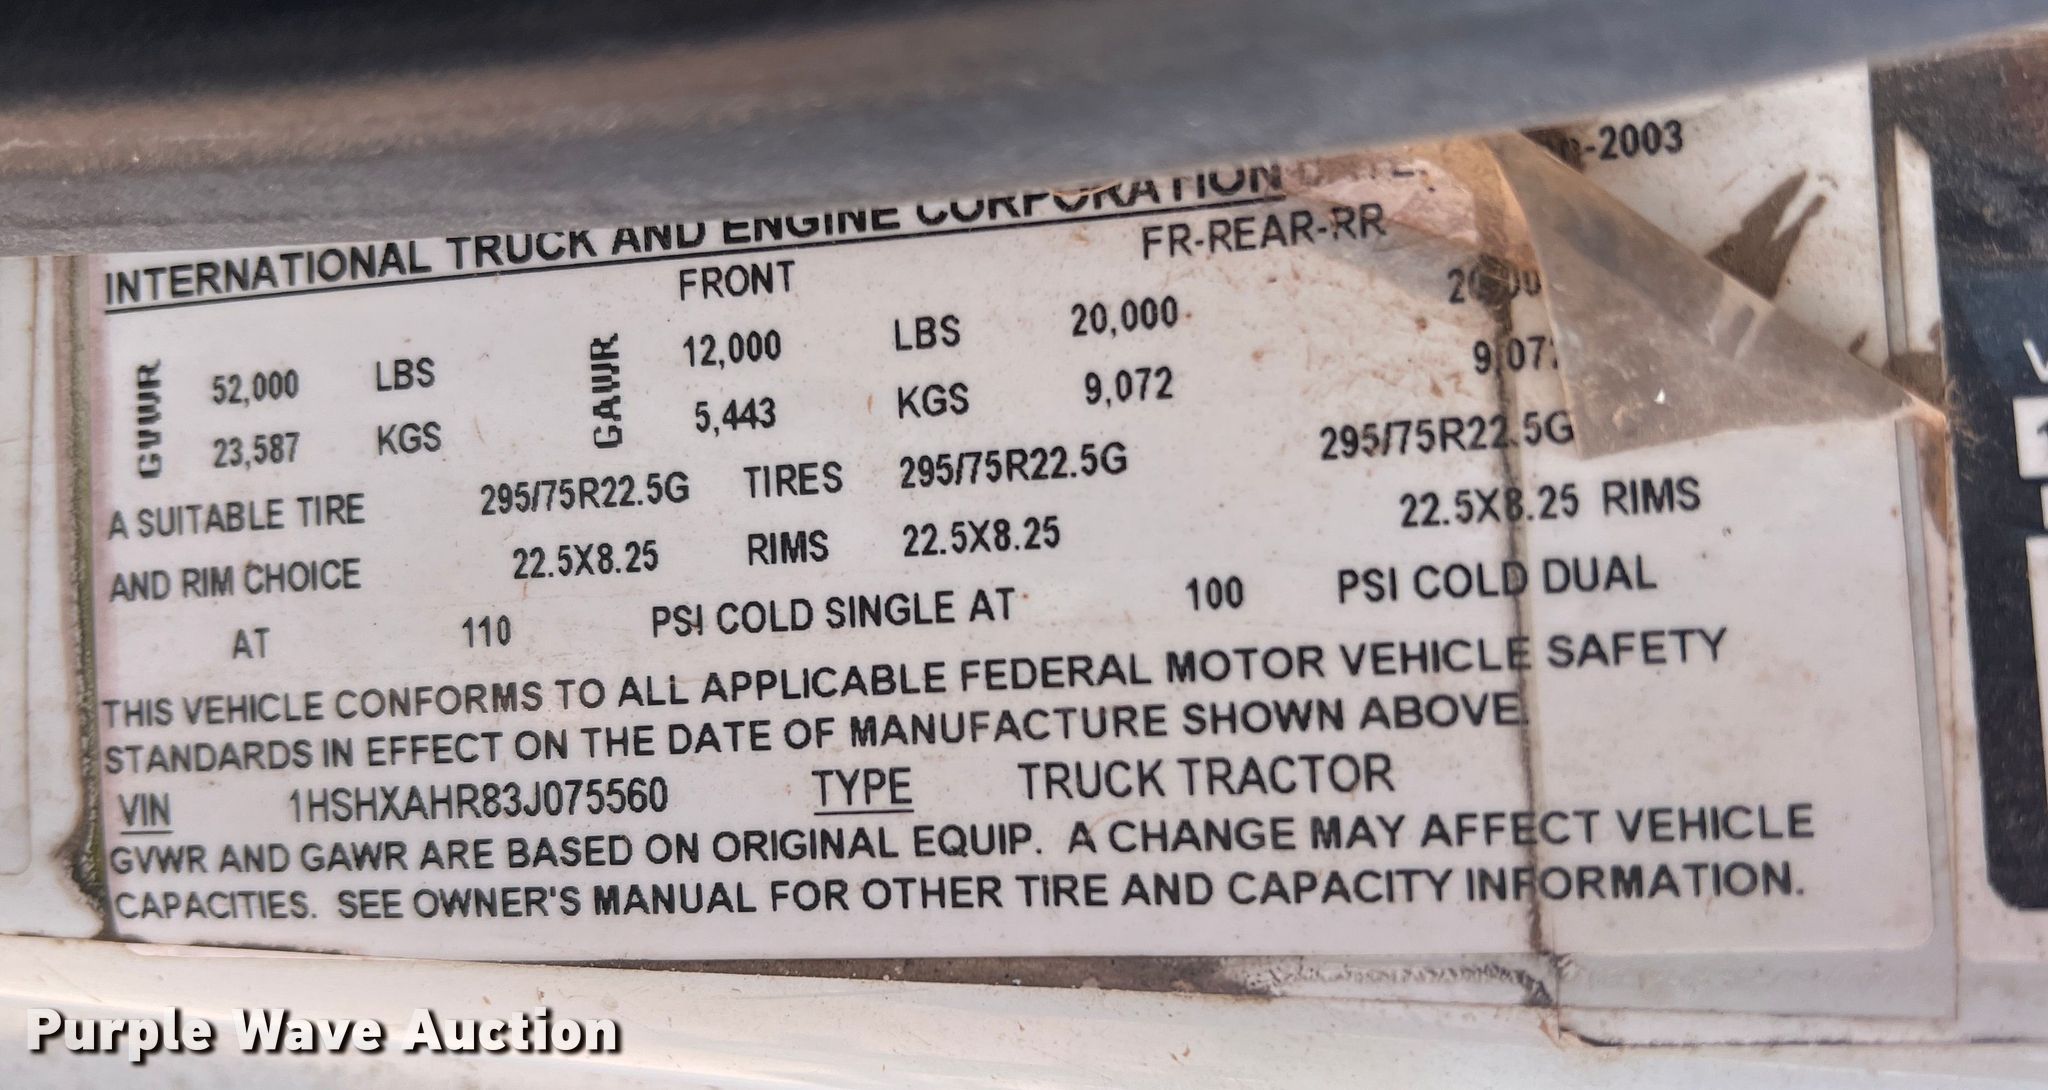 -2003
INTERNATIONAL TRUCK AND ENGINE CORPORATION DATE:
FRONT FR-REAR-RR
GVWR 52,000 LBS GAWR 12,000 LBS 20,000
23,587 KGS 5,443 KGS 9,072
A SUITABLE TIRE 295/75R22.5G TIRES 295/75R22.5G 295/75R22.5G
AND RIM CHOICE 22.5X8.25 RIMS 22.5X8.25 22.5X8.25 RIMS
AT 110 PSI COLD SINGLE AT 100 PSI COLD DUAL
THIS VEHICLE CONFORMS TO ALL APPLICABLE FEDERAL MOTOR VEHICLE SAFETY
STANDARDS IN EFFECT ON THE DATE OF MANUFACTURE SHOWN ABOVE.
VIN 1HSHXAHR83J075560 TYPE TRUCK TRACTOR
GVWR AND GAWR ARE BASED ON ORIGINAL EQUIP. A CHANGE MAY AFFECT VEHICLE
CAPACITIES. SEE OWNER'S MANUAL FOR OTHER TIRE AND CAPACITY INFORMATION.
Purple Wave Auction